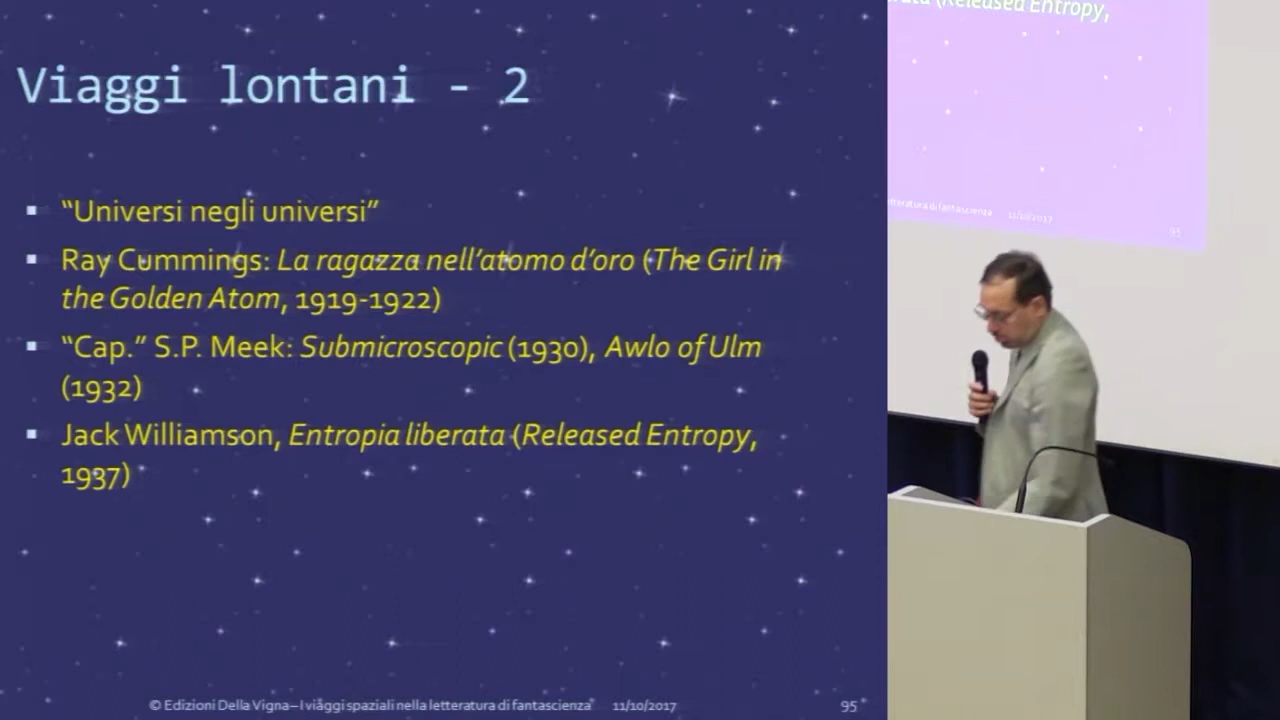 Viaggi lontani - 2
“Universi negli universi”
Ray Cummings: La ragazza nell’atomo d’oro (The Girl in
the Golden Atom, 1919-1922)
“Cap.” S.P. Meek: Submicroscopic (1930), Awlo of Ulm
(1932)
Jack Williamson, Entropia liberata (Released Entropy,
1937)
© Edizioni Della Vigna – I viaggi spaziali nella letteratura di fantascienza 11/10/2017 95
(Released Entropy,
letteratura di fantascienza 11/10/2017 95